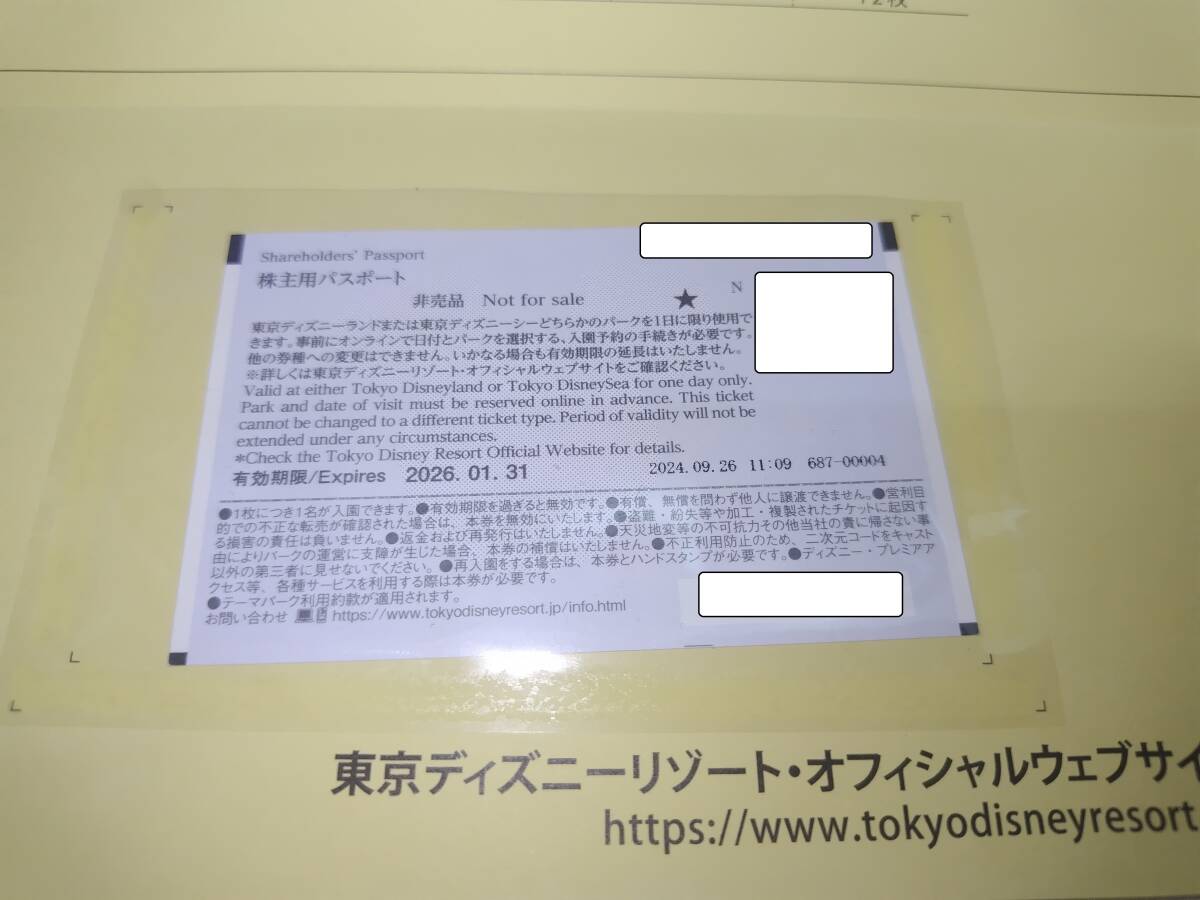 12枚
Shareholders' Passport
株主用パスポート
非売品 Not for sale ★ N
東京ディズニーランドまたは東京ディズニーシーどちらかのパークを1日に限り使用で
きます。事前にオンラインで日付とパークを選択する、入園予約の手続きが必要です。
他の券種への変更はできません。いかなる場合も有効期限の延長はいたしません。
※詳しくは東京ディズニーリゾート・オフィシャルウェブサイトをご確認ください。
Valid at either Tokyo Disneyland or Tokyo DisneySea for one day only.
Park and date of visit must be reserved online in advance. This ticket
cannot be changed to a different ticket type. Period of validity will not be
extended under any circumstances.
*Check the Tokyo Disney Resort Official Website for details.
有効期限/Expires 2026. 01. 31 2024. 09. 26 11:09 687-00004
●1枚につき1名が入園できます。●有効期限を過ぎると無効です。●有償、無償を問わず他人に譲渡できません。●営利目
的での不正な転売が確認された場合は、本券を無効にいたします。●盗難・紛失等や加工・複製されたチケットに起因す
る損害の責任は負いません。●返金および再発行はいたしません。●天災地変等の不可抗力その他当社の責に帰さない事
由によりパークの運営に支障が生じた場合、本券の補償はいたしません。●不正利用防止のため、二次元コードをキャスト
以外の第三者に見せないでください。●再入園をする場合は、本券とハンドスタンプが必要です。●ディズニー・プレミアア
クセス等、各種サービスを利用する際は本券が必要です。
●テーマパーク利用約款が適用されます。
お問い合わせ https://www.tokyodisneyresort.jp/info.html
東京ディズニーリゾート・オフィシャルウェブサイ
https://www.tokyodisneyresort